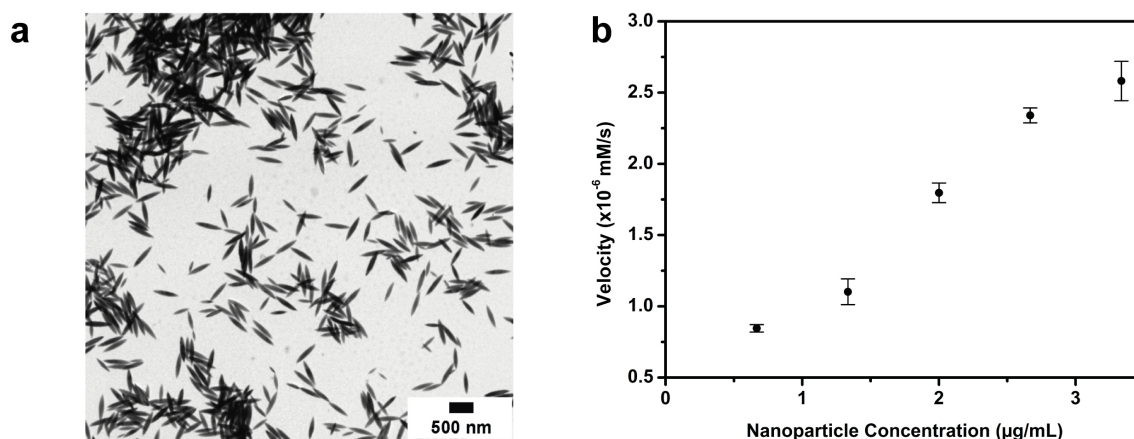 a
500 nm
b
Velocity (x10⁻⁶ mM/s)
3.0
2.5
2.0
1.5
1.0
0.5
0 1 2 3
Nanoparticle Concentration (µg/mL)